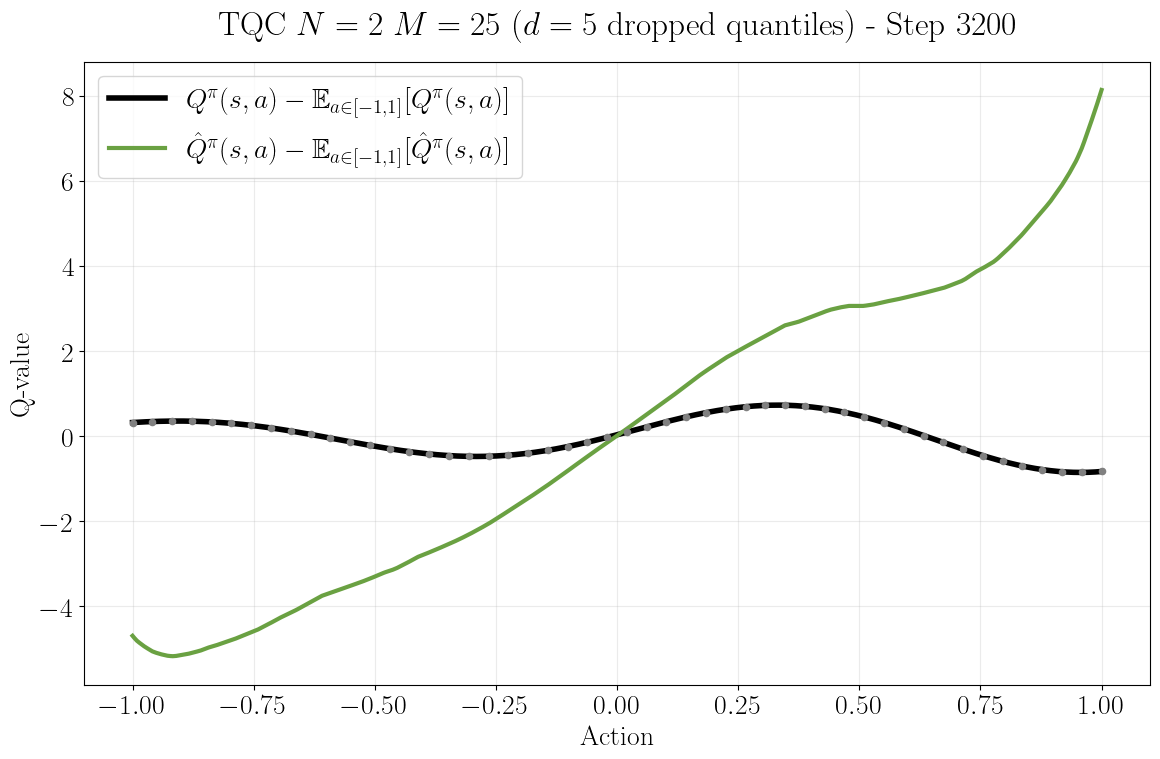 TQC N = 2 M = 25 (d = 5 dropped quantiles) - Step 3200
Q^π(s, a) − 𝔼_{a∈[−1,1]}[Q^π(s, a)]
Q̂^π(s, a) − 𝔼_{a∈[−1,1]}[Q̂^π(s, a)]
8
6
4
2
0
−2
−4
Q-value
−1.00 −0.75 −0.50 −0.25 0.00 0.25 0.50 0.75 1.00
Action